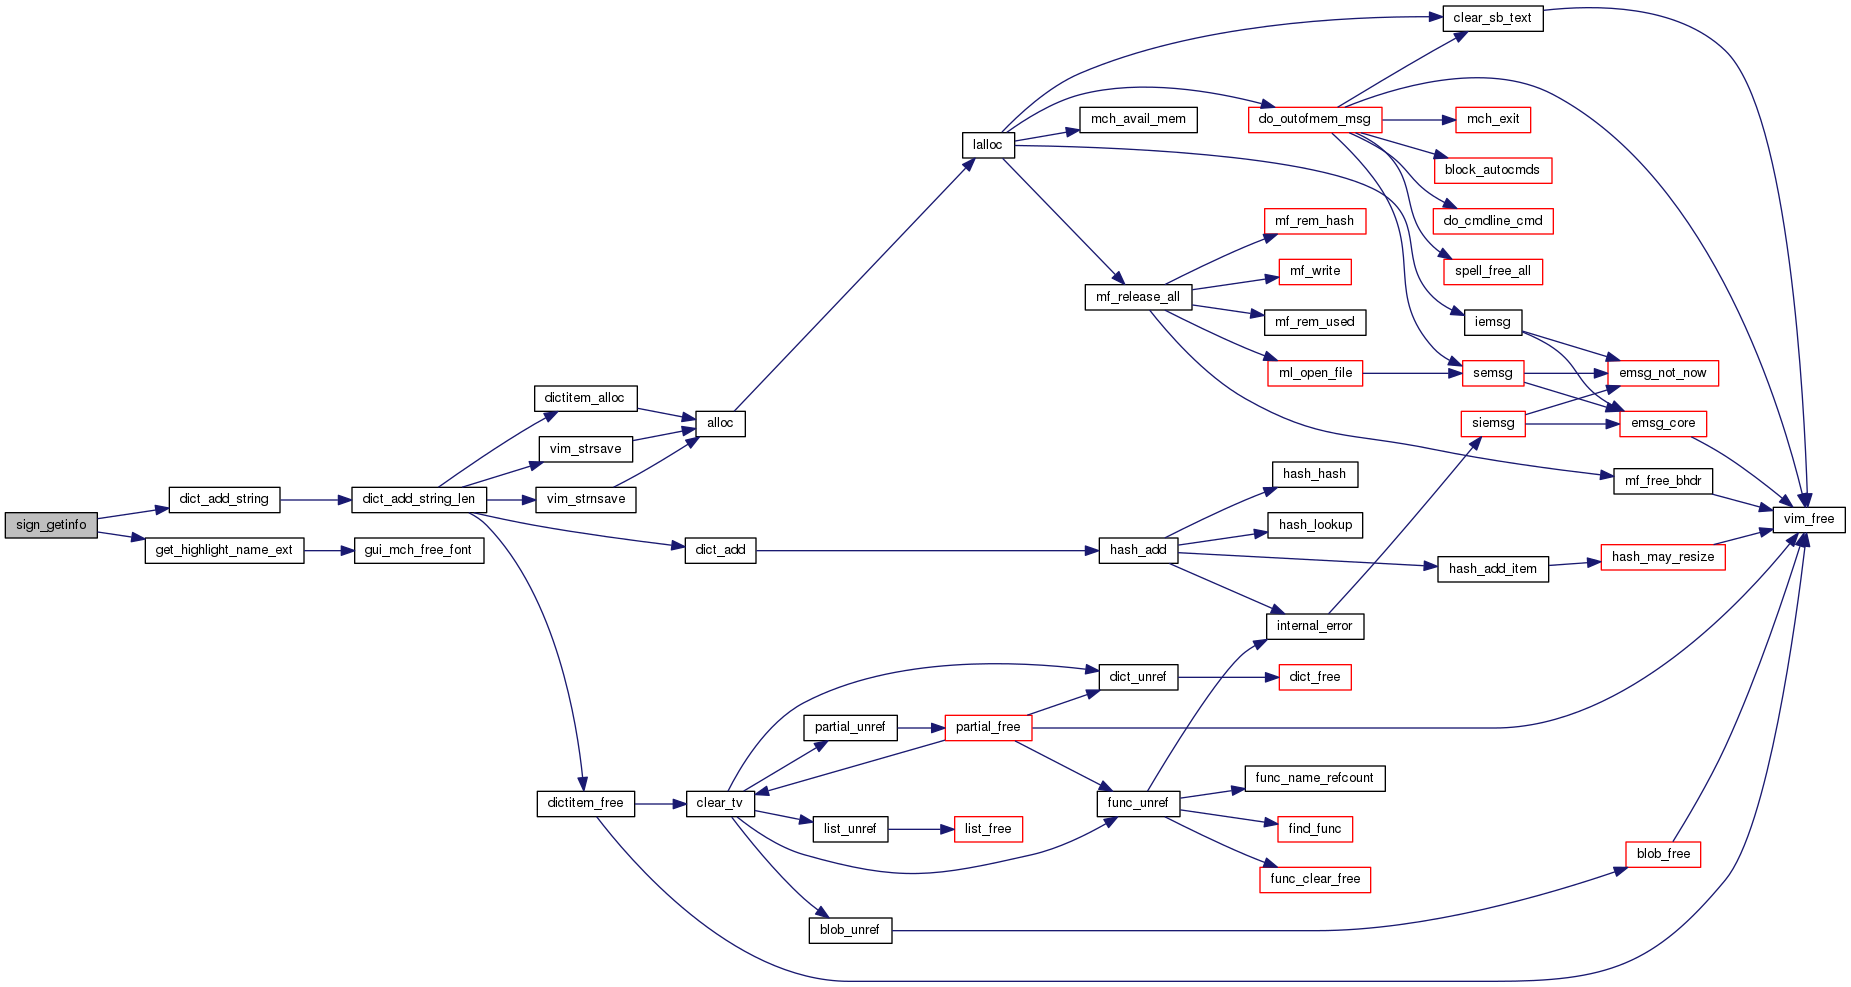 sign_getinfo
dict_add_string
get_highlight_name_ext
dict_add_string_len
gui_mch_free_font
dictitem_alloc
vim_strsave
vim_strnsave
dict_add
dictitem_free
alloc
clear_tv
partial_unref
list_unref
blob_unref
lalloc
partial_free
list_free
mch_avail_mem
mf_release_all
hash_add
dict_unref
func_unref
do_outofmem_msg
mf_rem_hash
mf_write
mf_rem_used
ml_open_file
hash_hash
hash_lookup
internal_error
dict_free
func_name_refcount
find_func
func_clear_free
clear_sb_text
mch_exit
block_autocmds
do_cmdline_cmd
spell_free_all
iemsg
semsg
siemsg
hash_add_item
emsg_not_now
emsg_core
mf_free_bhdr
hash_may_resize
blob_free
vim_free